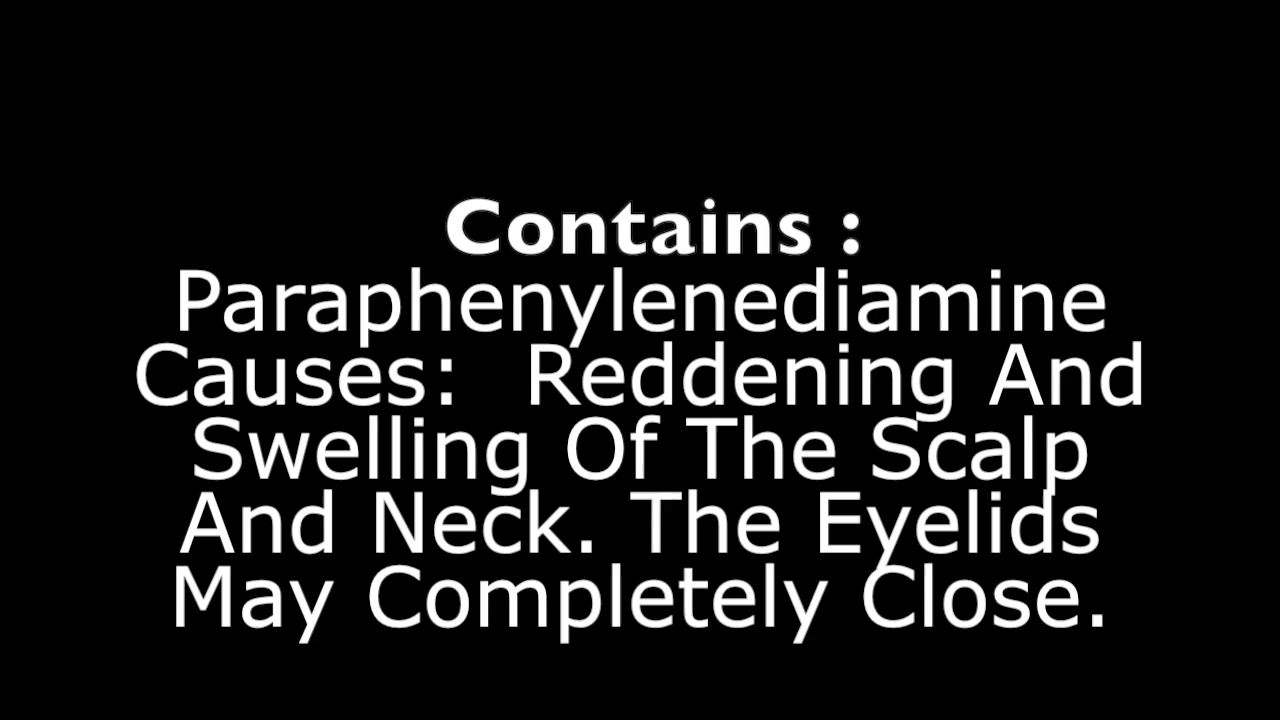 Contains :
Paraphenylenediamine
Causes:  Reddening And
Swelling Of The Scalp
And Neck. The Eyelids
May Completely Close.